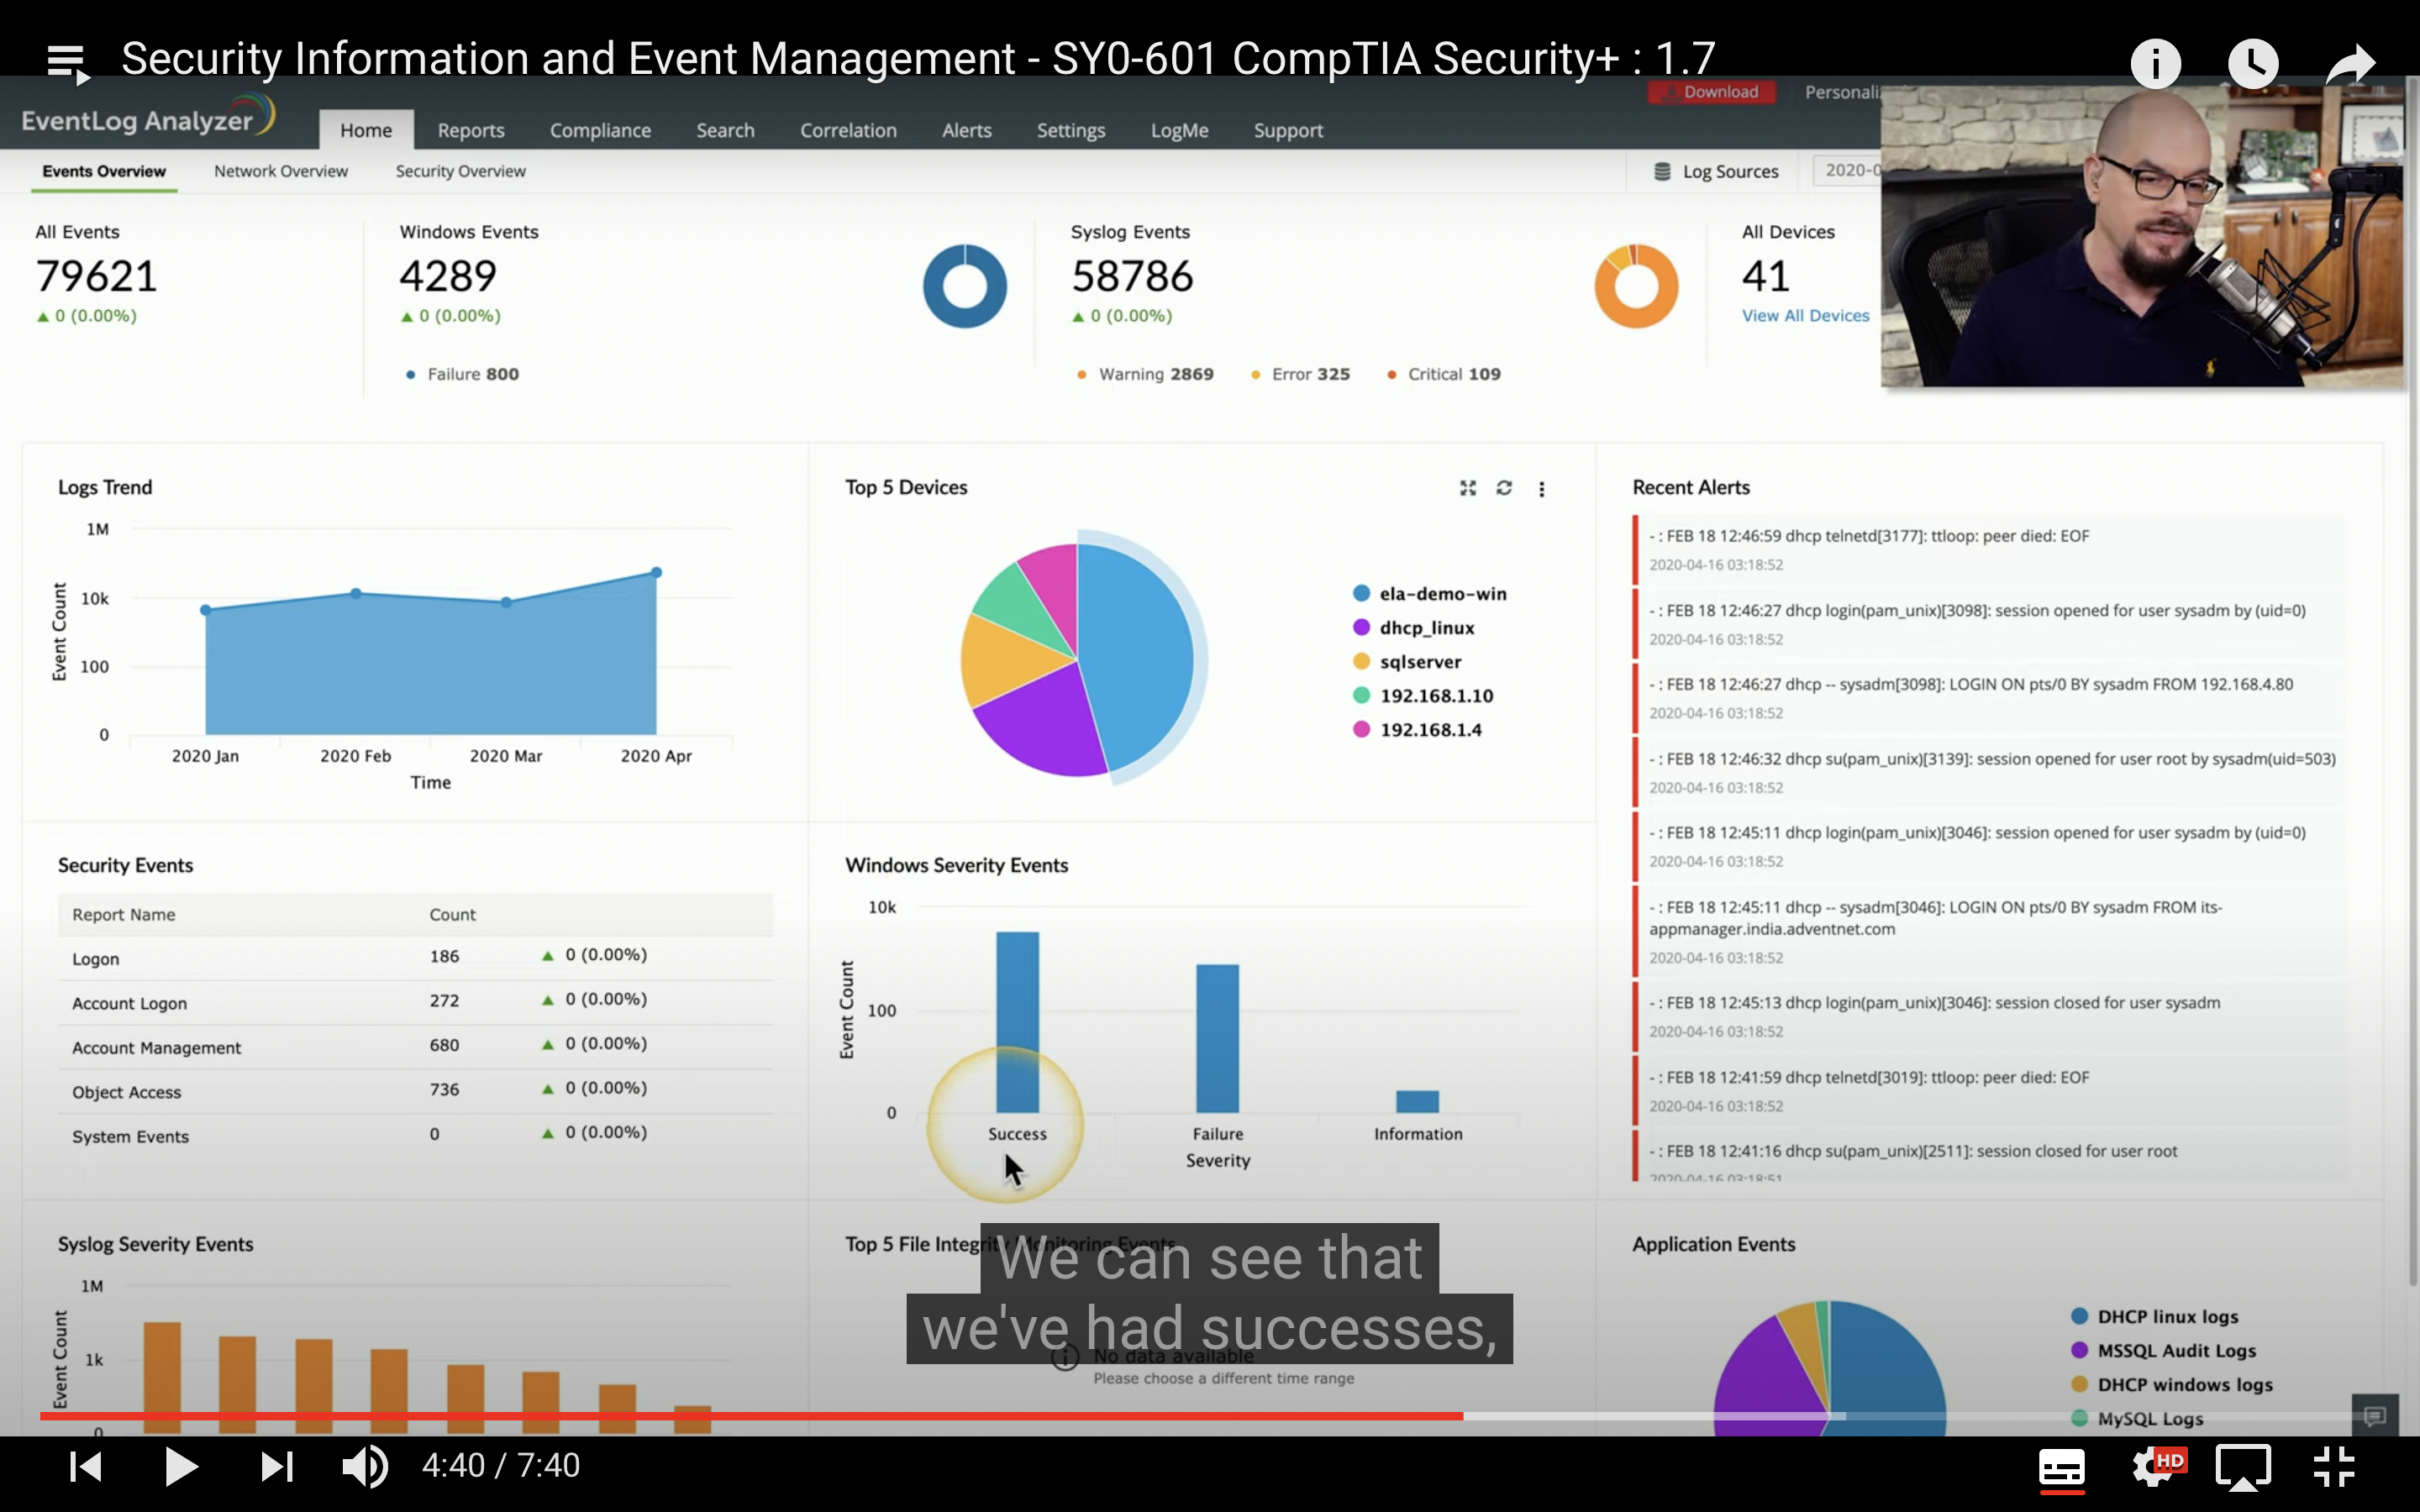 Security Information and Event Management - SY0-601 CompTIA Security+ : 1.7
EventLog Analyzer
Home
Reports
Compliance
Search
Correlation
Alerts
Settings
LogMe
Support
Download
Events Overview
Network Overview
Security Overview
Log Sources
All Events
79621
0 (0.00%)
Windows Events
4289
0 (0.00%)
Failure 800
Syslog Events
58786
0 (0.00%)
Warning 2869
Error 325
Critical 109
All Devices
41
View All Devices
Logs Trend
1M
10k
100
0
Event Count
2020 Jan
2020 Feb
2020 Mar
2020 Apr
Time
Top 5 Devices
ela-demo-win
dhcp_linux
sqlserver
192.168.1.10
192.168.1.4
Recent Alerts
- : FEB 18 12:46:59 dhcp telnetd[3177]: ttloop: peer died: EOF
2020-04-16 03:18:52
- : FEB 18 12:46:27 dhcp login(pam_unix)[3098]: session opened for user sysadm by (uid=0)
2020-04-16 03:18:52
- : FEB 18 12:46:27 dhcp -- sysadm[3098]: LOGIN ON pts/0 BY sysadm FROM 192.168.4.80
2020-04-16 03:18:52
- : FEB 18 12:46:32 dhcp su(pam_unix)[3139]: session opened for user root by sysadm(uid=503)
2020-04-16 03:18:52
- : FEB 18 12:45:11 dhcp login(pam_unix)[3046]: session opened for user sysadm by (uid=0)
2020-04-16 03:18:52
- : FEB 18 12:45:11 dhcp -- sysadm[3046]: LOGIN ON pts/0 BY sysadm FROM its-
appmanager.india.adventnet.com
2020-04-16 03:18:52
- : FEB 18 12:45:13 dhcp login(pam_unix)[3046]: session closed for user sysadm
2020-04-16 03:18:52
- : FEB 18 12:41:59 dhcp telnetd[3019]: ttloop: peer died: EOF
2020-04-16 03:18:52
- : FEB 18 12:41:16 dhcp su(pam_unix)[2511]: session closed for user root
2020-04-16 03:18:51
Security Events
Report Name Count
Logon 186 0 (0.00%)
Account Logon 272 0 (0.00%)
Account Management 680 0 (0.00%)
Object Access 736 0 (0.00%)
System Events 0 0 (0.00%)
Windows Severity Events
10k
100
0
Event Count
Success
Failure
Information
Severity
Syslog Severity Events
1M
1k
0
Event Count
Top 5 File Integrity Monitoring Events
We can see that
we've had successes,
No data available
Please choose a different time range
Application Events
DHCP linux logs
MSSQL Audit Logs
DHCP windows logs
MySQL Logs
4:40 / 7:40
HD